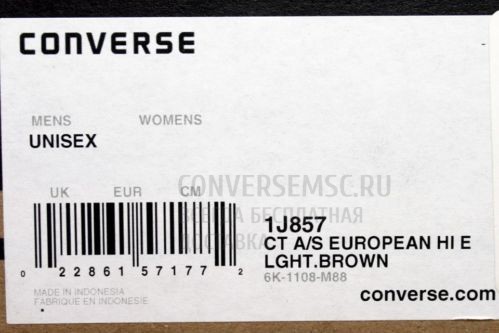 CONVERSE
MENS WOMENS
UNISEX
UK EUR CM
CONVERSEMSC.RU
ВСЕГДА БЕСПЛАТНАЯ
ДОСТАВКА
1J857
CT A/S EUROPEAN HI E
LGHT.BROWN
6K-1108-M88
0 22861 57177 2
MADE IN INDONESIA
FABRIQUE EN INDONESIE
converse.com